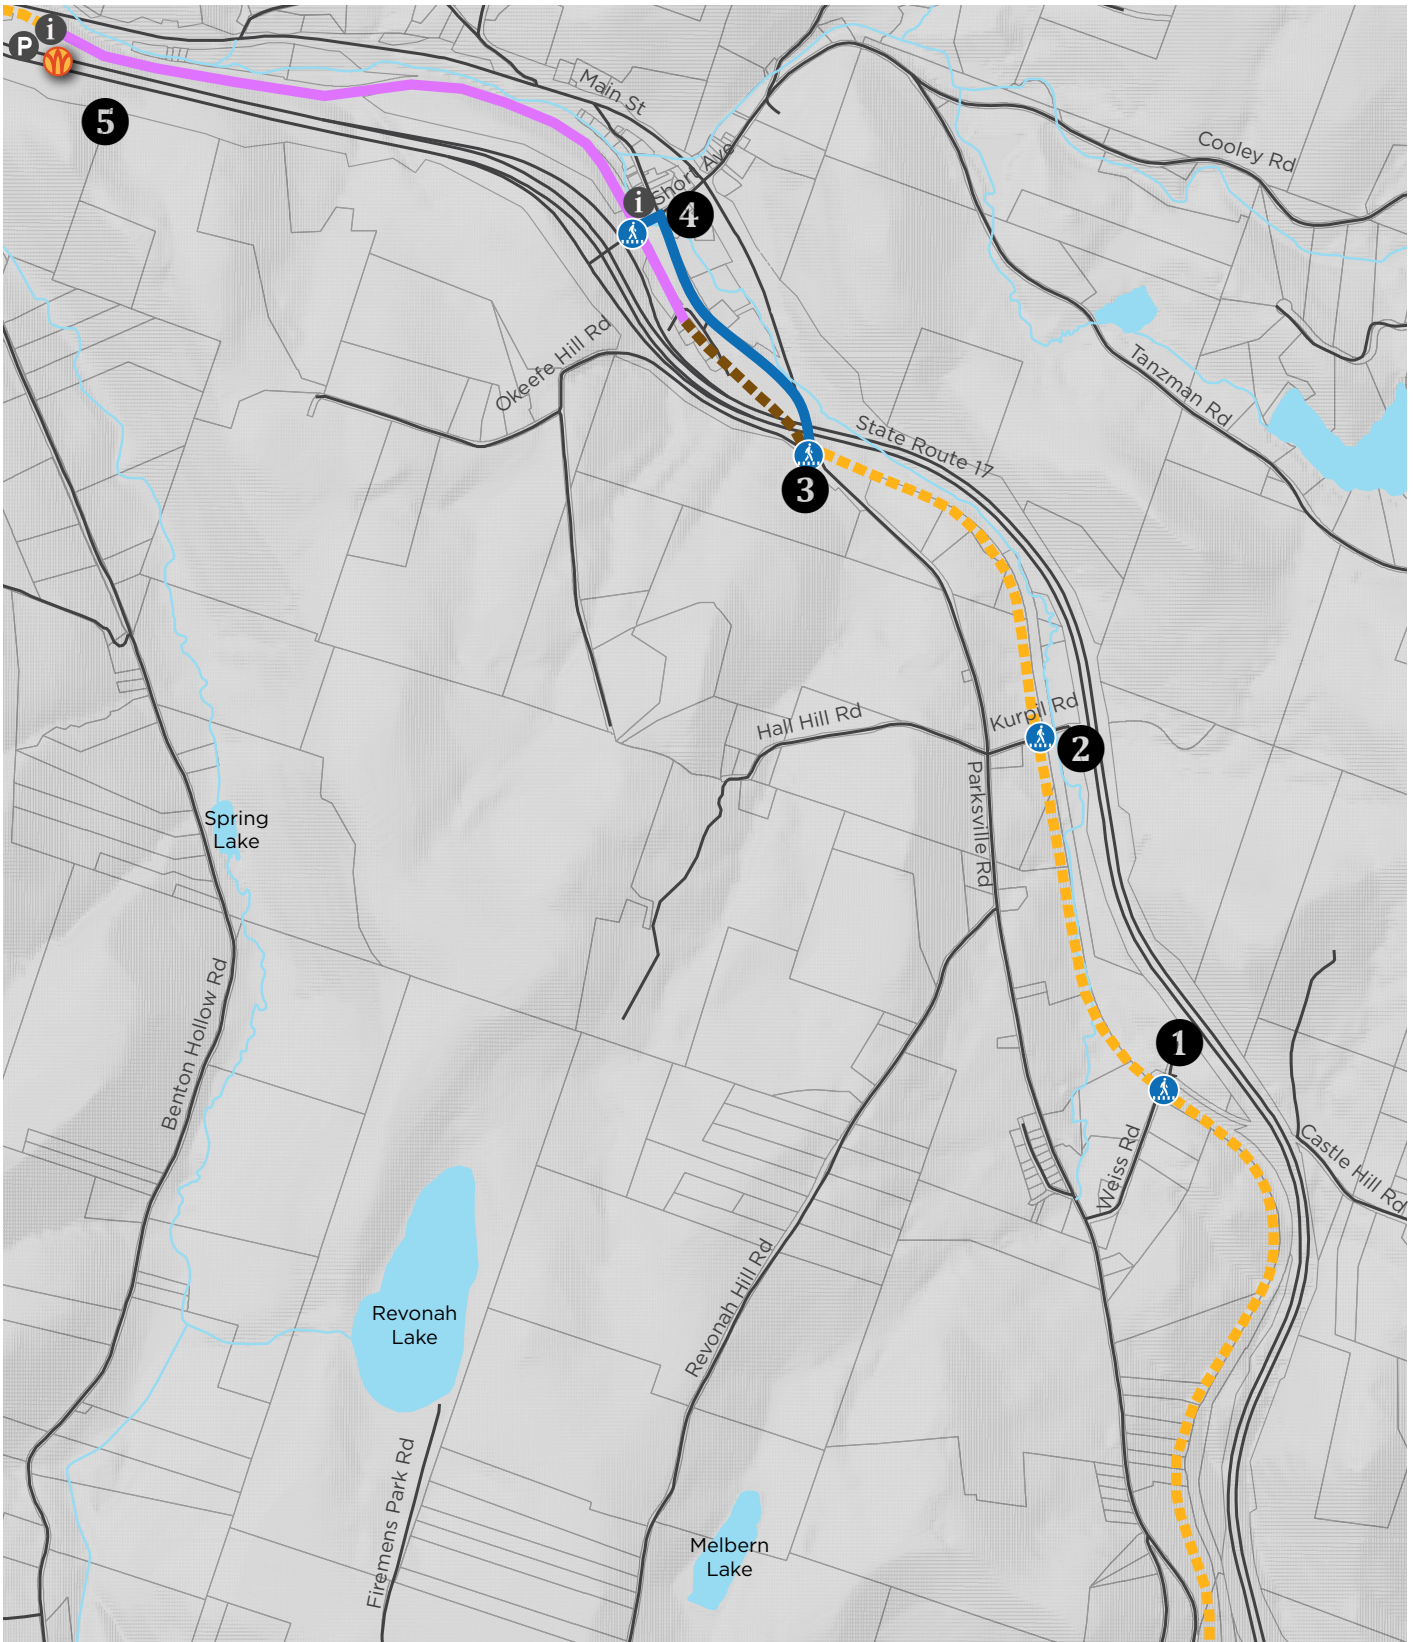 i
P
5
Main St
Cooley Rd
Short Ave
i
4
Okeefe Hill Rd
Tanzman Rd
State Route 17
3
Hall Hill Rd
Kurpil Rd
2
Parksville Rd
Spring
Lake
Benton Hollow Rd
1
Weiss Rd
Castle Hill Rd
Revonah
Lake
Revonah Hill Rd
Firemens Park Rd
Melbern
Lake